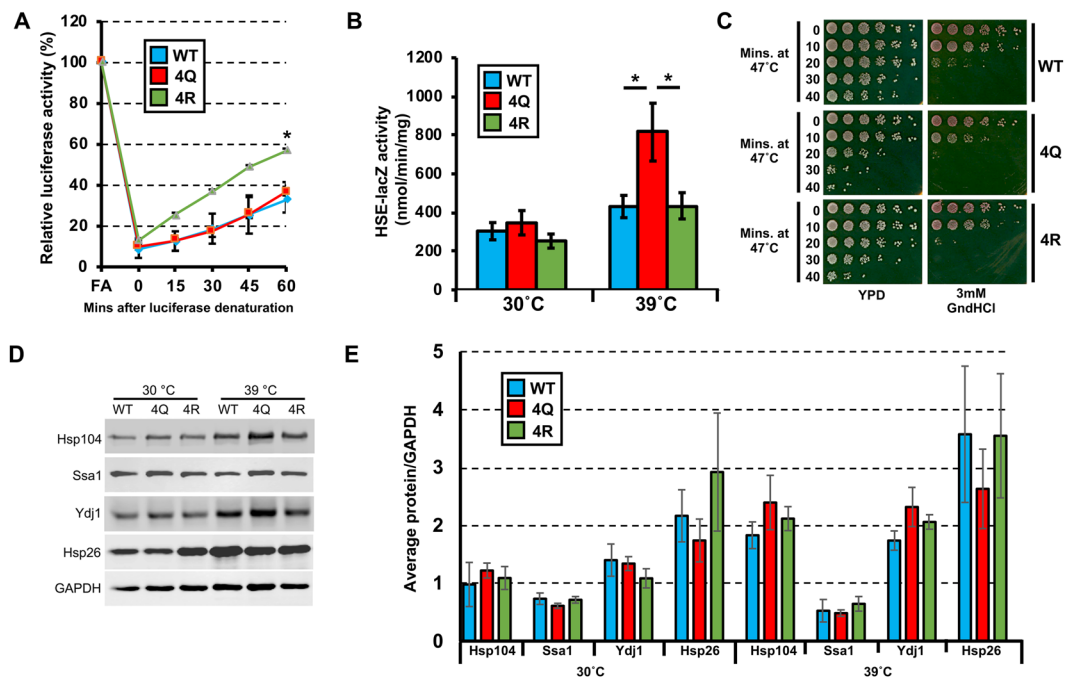 A
Relative luciferase activity (%)
120
100
80
60
40
20
0
WT
4Q
4R
*
FA 0 15 30 45 60
Mins after luciferase denaturation
B
HSE-lacZ activity
(nmol/min/mg)
1200
1000
800
600
400
200
0
WT
4Q
4R
* *
30˚C 39˚C
C
Mins. at
47˚C
0
10
20
30
40
WT
Mins. at
47˚C
0
10
20
30
40
4Q
Mins. at
47˚C
0
10
20
30
40
4R
YPD
3mM
GndHCl
D
30 °C 39 °C
WT 4Q 4R WT 4Q 4R
Hsp104
Ssa1
Ydj1
Hsp26
GAPDH
E
Average protein/GAPDH
5
4
3
2
1
0
WT
4Q
4R
Hsp104 Ssa1 Ydj1 Hsp26 Hsp104 Ssa1 Ydj1 Hsp26
30˚C 39˚C